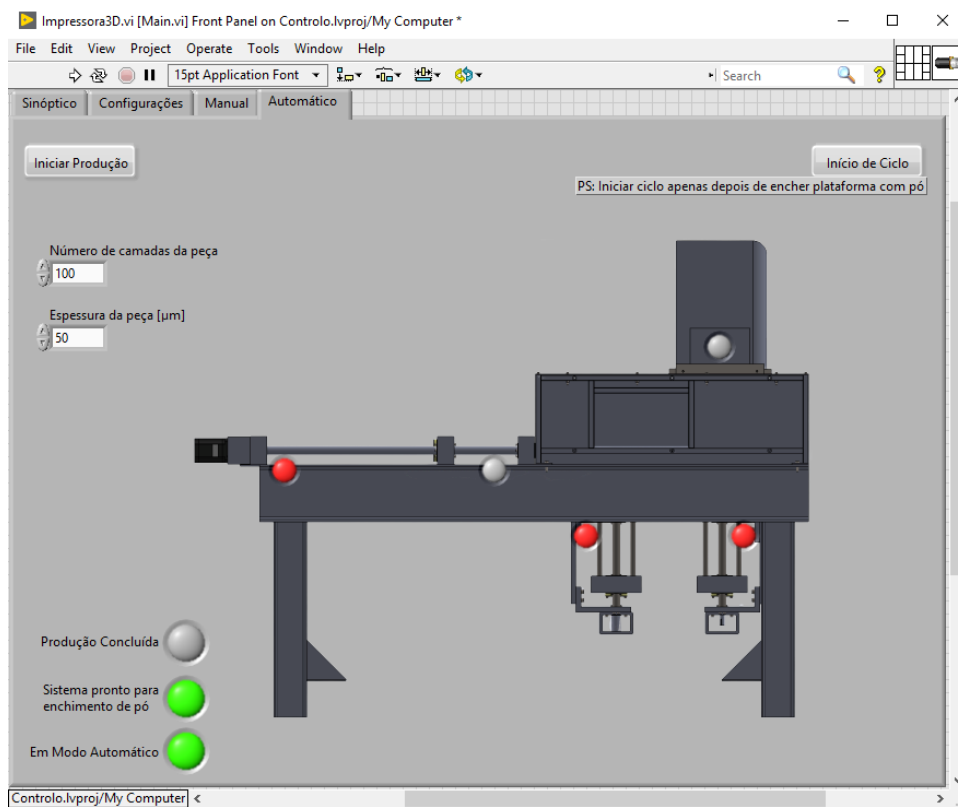 Impressora3D.vi [Main.vi] Front Panel on Controlo.lvproj/My Computer *
File Edit View Project Operate Tools Window Help
15pt Application Font
Search
Sinóptico Configurações Manual Automático
Iniciar Produção
Início de Ciclo
PS: Iniciar ciclo apenas depois de encher plataforma com pó
Número de camadas da peça
100
Espessura da peça [µm]
50
Produção Concluída
Sistema pronto para
enchimento de pó
Em Modo Automático
Controlo.lvproj/My Computer